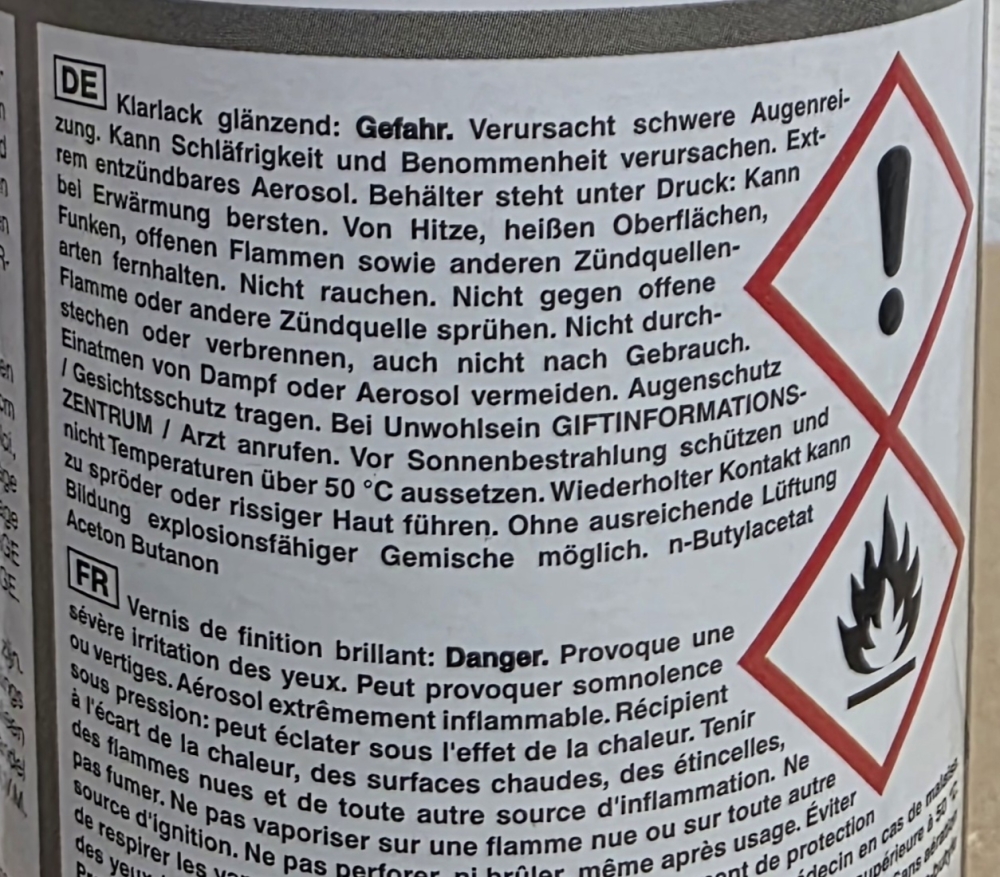 DE Klarlack glänzend: Gefahr. Verursacht schwere Augenrei-
zung. Kann Schläfrigkeit und Benommenheit verursachen. Ext-
rem entzündbares Aerosol. Behälter steht unter Druck: Kann
bei Erwärmung bersten. Von Hitze, heißen Oberflächen,
Funken, offenen Flammen sowie anderen Zündquellen-
arten fernhalten. Nicht rauchen. Nicht gegen offene
Flamme oder andere Zündquelle sprühen. Nicht durch-
stechen oder verbrennen, auch nicht nach Gebrauch.
Einatmen von Dampf oder Aerosol vermeiden. Augenschutz
/ Gesichtsschutz tragen. Bei Unwohlsein GIFTINFORMATIONS-
ZENTRUM / Arzt anrufen. Vor Sonnenbestrahlung schützen und
nicht Temperaturen über 50 °C aussetzen. Wiederholter Kontakt kann
zu spröder oder rissiger Haut führen. Ohne ausreichende Lüftung
Bildung explosionsfähiger Gemische möglich. n-Butylacetat
Aceton Butanon
FR Vernis de finition brillant: Danger. Provoque une
sévère irritation des yeux. Peut provoquer somnolence
ou vertiges. Aérosol extrêmement inflammable. Récipient
sous pression: peut éclater sous l'effet de la chaleur. Tenir
à l'écart de la chaleur, des surfaces chaudes, des étincelles,
des flammes nues et de toute autre source d'inflammation. Ne
pas fumer. Ne pas vaporiser sur une flamme nue ou sur toute autre
source d'ignition. Ne pas perforer, ni brûler, même après usage. Éviter
de respirer les de protection
des yeux en cas de malaise
à 50 °C.